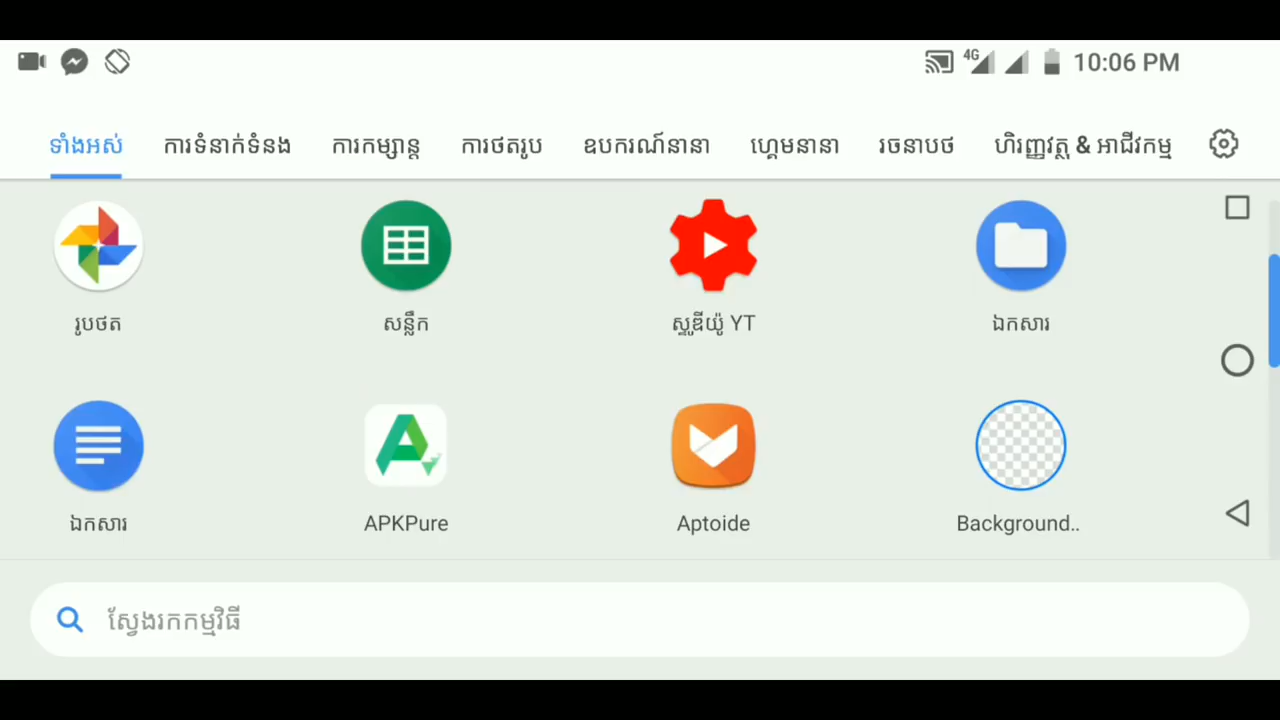 4G 10:06 PM
ទាំងអស់ ការទំនាក់ទំនង ការកម្សាន្ត ការថតរូប ឧបករណ៍នានា ហ្គេមនានា រចនាបថ ហិរញ្ញវត្ថុ & អាជីវកម្ម
រូបថត សន្លឹក ស្ទូឌីយ៉ូ YT ឯកសារ
ឯកសារ APKPure Aptoide Background..
ស្វែងរកកម្មវិធី